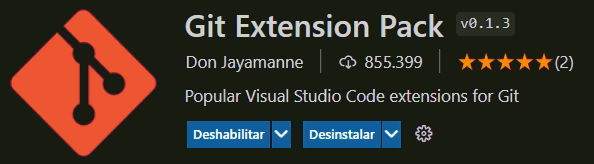 Git Extension Pack v0.1.3
Don Jayamanne 855.399 (2)
Popular Visual Studio Code extensions for Git
Deshabilitar Desinstalar